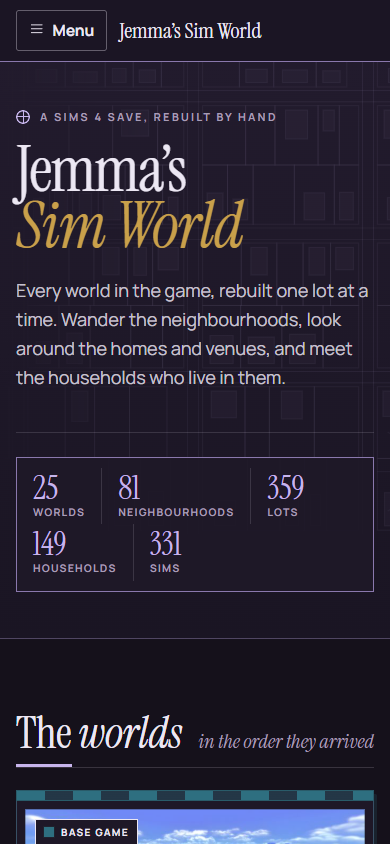 Menu
Jemma's Sim World
A SIMS 4 SAVE, REBUILT BY HAND
Jemma's
Sim World
Every world in the game, rebuilt one lot at a
time. Wander the neighbourhoods, look
around the homes and venues, and meet
the households who live in them.
25
WORLDS
81
NEIGHBOURHOODS
359
LOTS
149
HOUSEHOLDS
331
SIMS
The worlds
in the order they arrived
BASE GAME